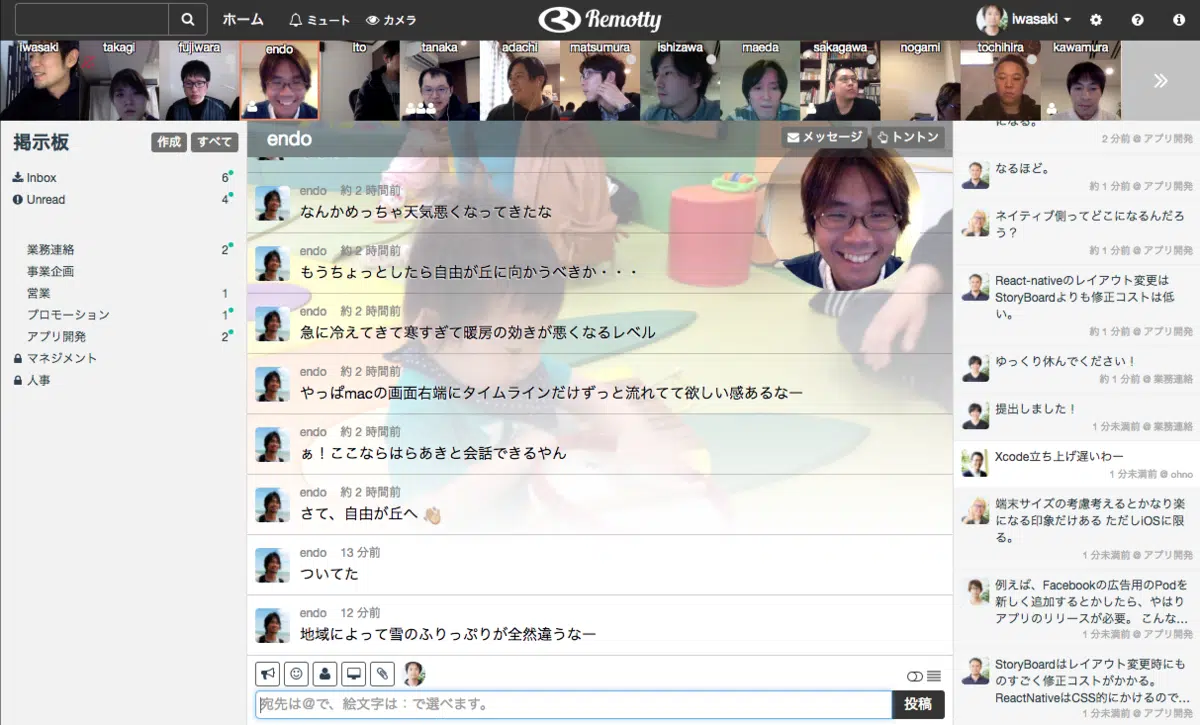 ホーム
ミュート
カメラ
Remotty
Iwasaki
Iwasaki
takagi
fujiwara
endo
Ito
tanaka
adachi
matsumura
ishizawa
maeda
sakagawa
nogami
tochihira
kawamura
掲示板
作成
すべて
Inbox 6
Unread 4
業務連絡 2
事業企画
営業 1
プロモーション 1
アプリ開発 2
マネジメント
人事
endo
メッセージ
トントン
endo 約２時間前
なんかめっちゃ天気悪くなってきたな
endo 約２時間前
もうちょっとしたら自由が丘に向かうべきか・・・
endo 約２時間前
急に冷えてきて寒すぎて暖房の効きが悪くなるレベル
endo 約２時間前
やっぱmacの画面右端にタイムラインだけずっと流れてて欲しい感あるなー
endo 約２時間前
ぁ！ここならはらあきと会話できるやん
endo 約２時間前
さて、自由が丘へ 👋🏼
endo 13 分前
ついてた
endo 12 分前
地域によって雪のふりっぷりが全然違うなー
宛先は@で、絵文字は：で選べます。
投稿
になる。
2 分前 @ アプリ開発
なるほど。
約 1 分前 @ アプリ開発
ネイティブ側ってどこになるんだろ
う？
約 1 分前 @ アプリ開発
React-nativeのレイアウト変更は
StoryBoardよりも修正コストは低
い。
約 1 分前 @ アプリ開発
ゆっくり休んでください！
約 1 分前 @ 業務連絡
提出しました！
1 分未満前 @ 業務連絡
Xcode立ち上げ遅いわー
1 分未満前 @ ohno
端末サイズの考慮考えるとかなり楽
になる印象だけある ただしiOSに限
る。
1 分未満前 @ アプリ開発
例えば、Facebookの広告用のPodを
新しく追加するとかしたら、やはり
アプリのリリースが必要。 こんな...
1 分未満前 @ アプリ開発
StoryBoardはレイアウト変更時にも
のすごく修正コストがかかる。
ReactNativeはCSS的にかけるので...
1 分未満前 @ アプリ開発